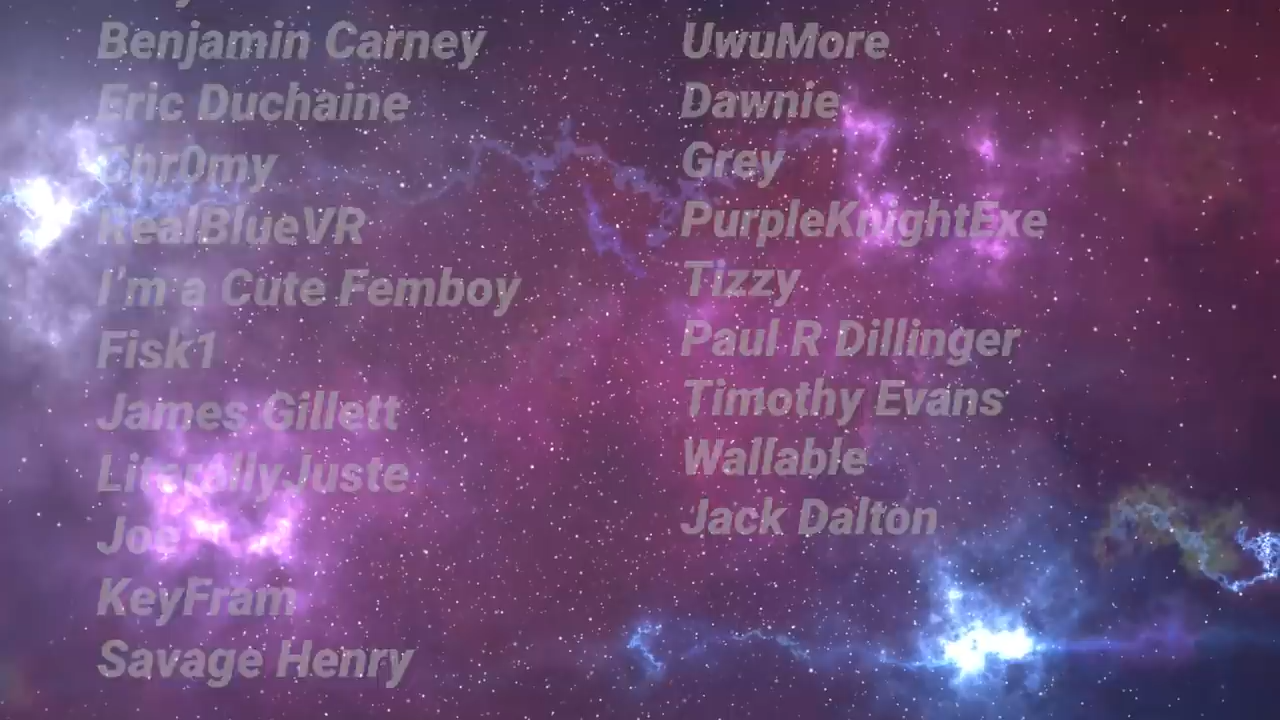 Benjamin Carney
Eric Duchaine
Chr0my
RealBlueVR
I'm a Cute Femboy
Fisk1
James Gillett
LiterallyJuste
Joe
KeyFram
Savage Henry
UwuMore
Dawnie
Grey
PurpleKnightExe
Tizzy
Paul R Dillinger
Timothy Evans
Wallable
Jack Dalton